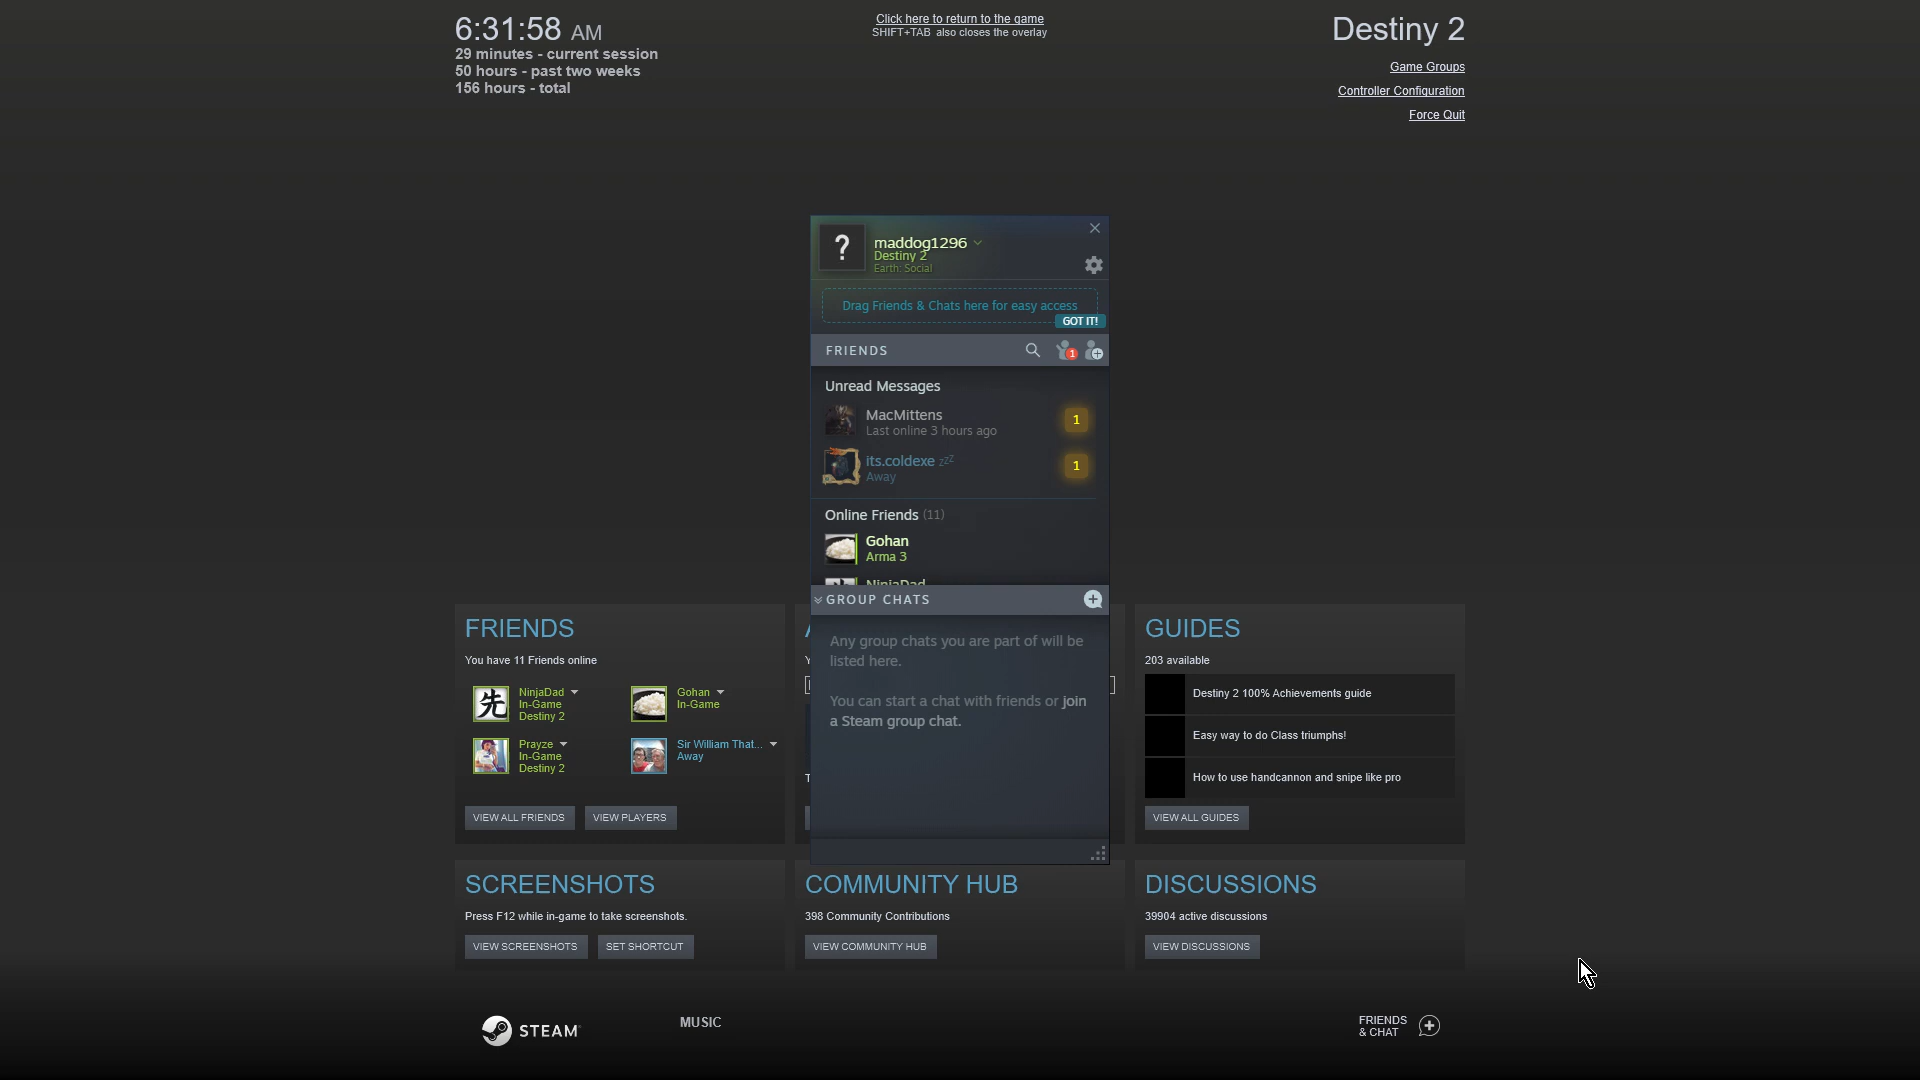 6:31:58 AM
29 minutes - current session
50 hours - past two weeks
156 hours - total
Click here to return to the game
SHIFT+TAB also closes the overlay
Destiny 2
Game Groups
Controller Configuration
Force Quit
?
maddog1296
Destiny 2
Earth: Social
Drag Friends & Chats here for easy access
GOT IT!
FRIENDS
1
Unread Messages
MacMittens
Last online 3 hours ago
1
its.coldexe zzz
Away
1
Online Friends (11)
Gohan
Arma 3
NinjaDad
GROUP CHATS
Any group chats you are part of will be
listed here.
You can start a chat with friends or join
a Steam group chat.
FRIENDS
You have 11 Friends online
先
NinjaDad
In-Game
Destiny 2
Gohan
In-Game
Prayze
In-Game
Destiny 2
Sir William That...
Away
VIEW ALL FRIENDS
VIEW PLAYERS
GUIDES
203 available
Destiny 2 100% Achievements guide
Easy way to do Class triumphs!
How to use handcannon and snipe like pro
VIEW ALL GUIDES
SCREENSHOTS
Press F12 while in-game to take screenshots.
VIEW SCREENSHOTS
SET SHORTCUT
COMMUNITY HUB
398 Community Contributions
VIEW COMMUNITY HUB
DISCUSSIONS
39904 active discussions
VIEW DISCUSSIONS
STEAM
MUSIC
FRIENDS
& CHAT